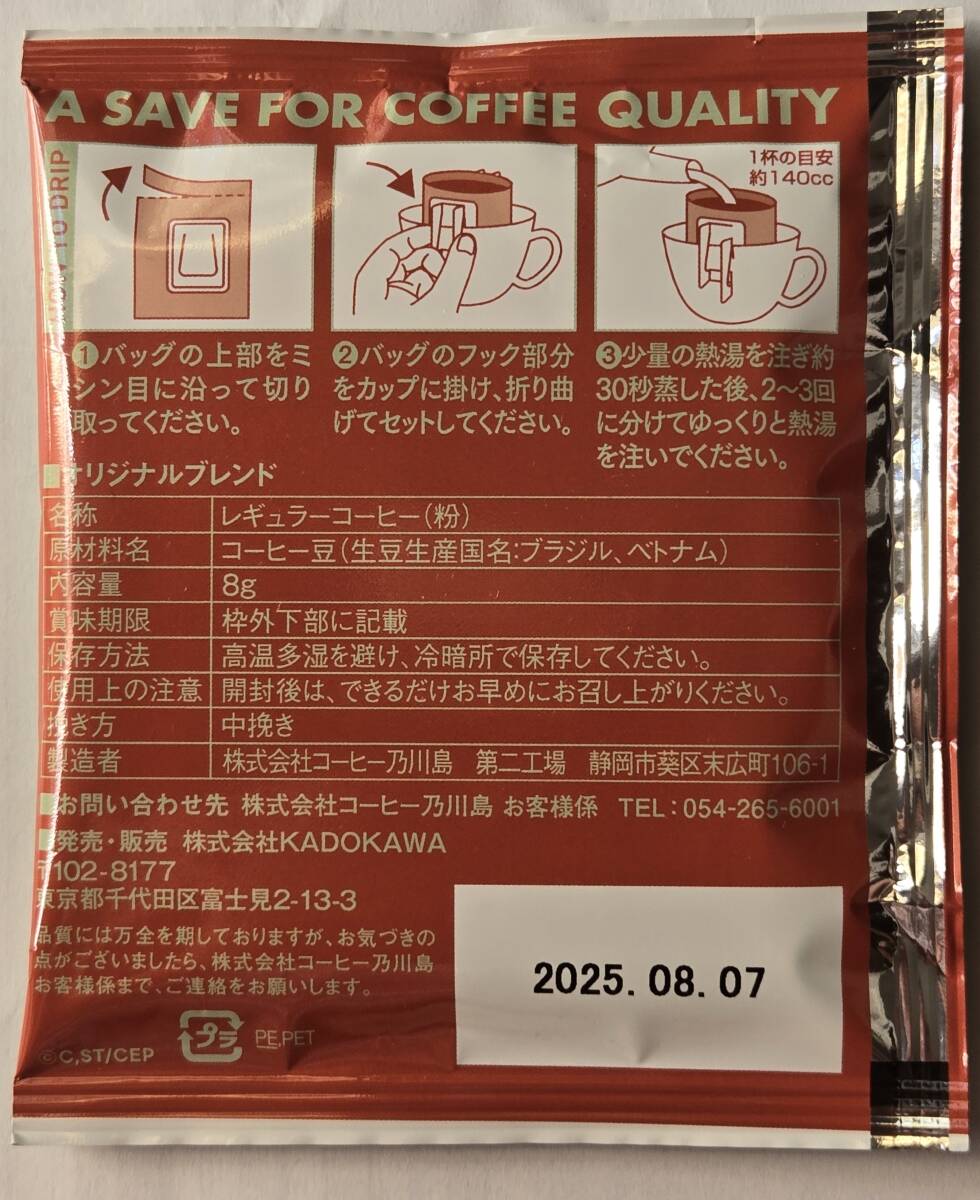 A SAVE FOR COFFEE QUALITY
HOW TO DRIP
1杯の目安
約140cc
❶バッグの上部をミ
シン目に沿って切り
取ってください。
❷バッグのフック部分
をカップに掛け、折り曲
げてセットしてください。
❸少量の熱湯を注ぎ約
30秒蒸した後、2〜3回
に分けてゆっくりと熱湯
を注いでください。
■オリジナルブレンド
名称 レギュラーコーヒー(粉)
原材料名 コーヒー豆(生豆生産国名:ブラジル、ベトナム)
内容量 8g
賞味期限 枠外下部に記載
保存方法 高温多湿を避け、冷暗所で保存してください。
使用上の注意 開封後は、できるだけお早めにお召し上がりください。
挽き方 中挽き
製造者 株式会社コーヒー乃川島 第二工場 静岡市葵区末広町106-1
■お問い合わせ先 株式会社コーヒー乃川島 お客様係 TEL:054-265-6001
■発売・販売 株式会社KADOKAWA
〒102-8177
東京都千代田区富士見2-13-3
品質には万全を期しておりますが、お気づきの
点がございましたら、株式会社コーヒー乃川島
お客様係まで、ご連絡をお願いします。
2025.08.07
プラ PE,PET
©C,ST/CEP